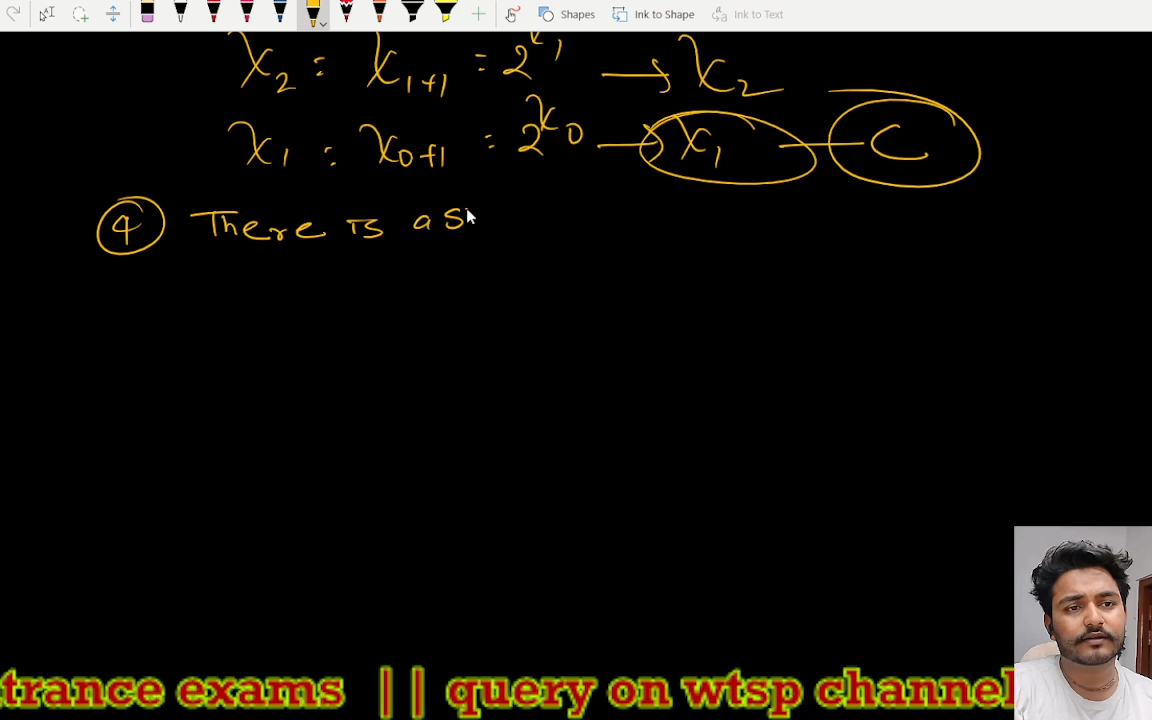 Shapes Ink to Shape Ink to Text
X₂ : X₁₊₁ : 2^X₁ → X₂
X₁ : X₀₊₁ : 2^X₀ → X₁ — C
④ There is a s
trance exams || query on wtsp channel